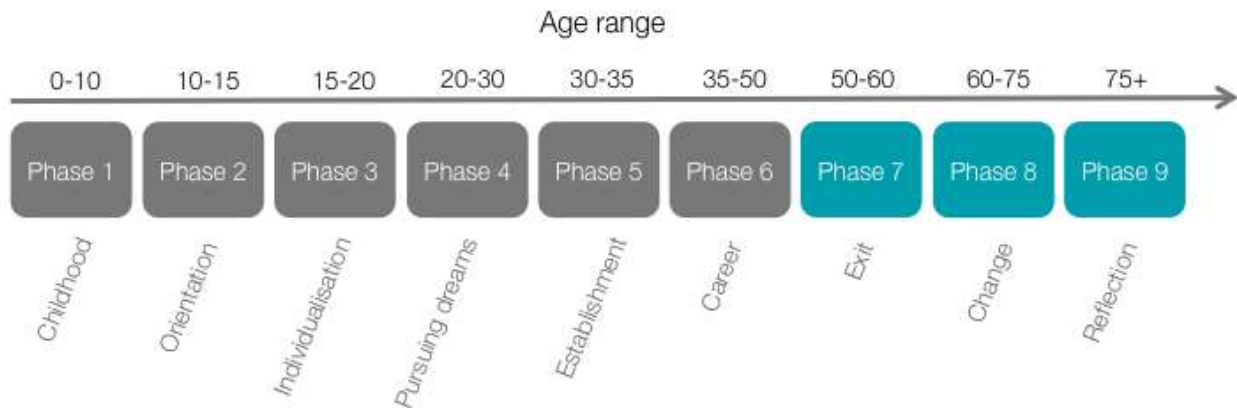 Age range
0-10 10-15 15-20 20-30 30-35 35-50 50-60 60-75 75+
Phase 1 Phase 2 Phase 3 Phase 4 Phase 5 Phase 6 Phase 7 Phase 8 Phase 9
Childhood Orientation Individualisation Pursuing dreams Establishment Career Exit Change Reflection